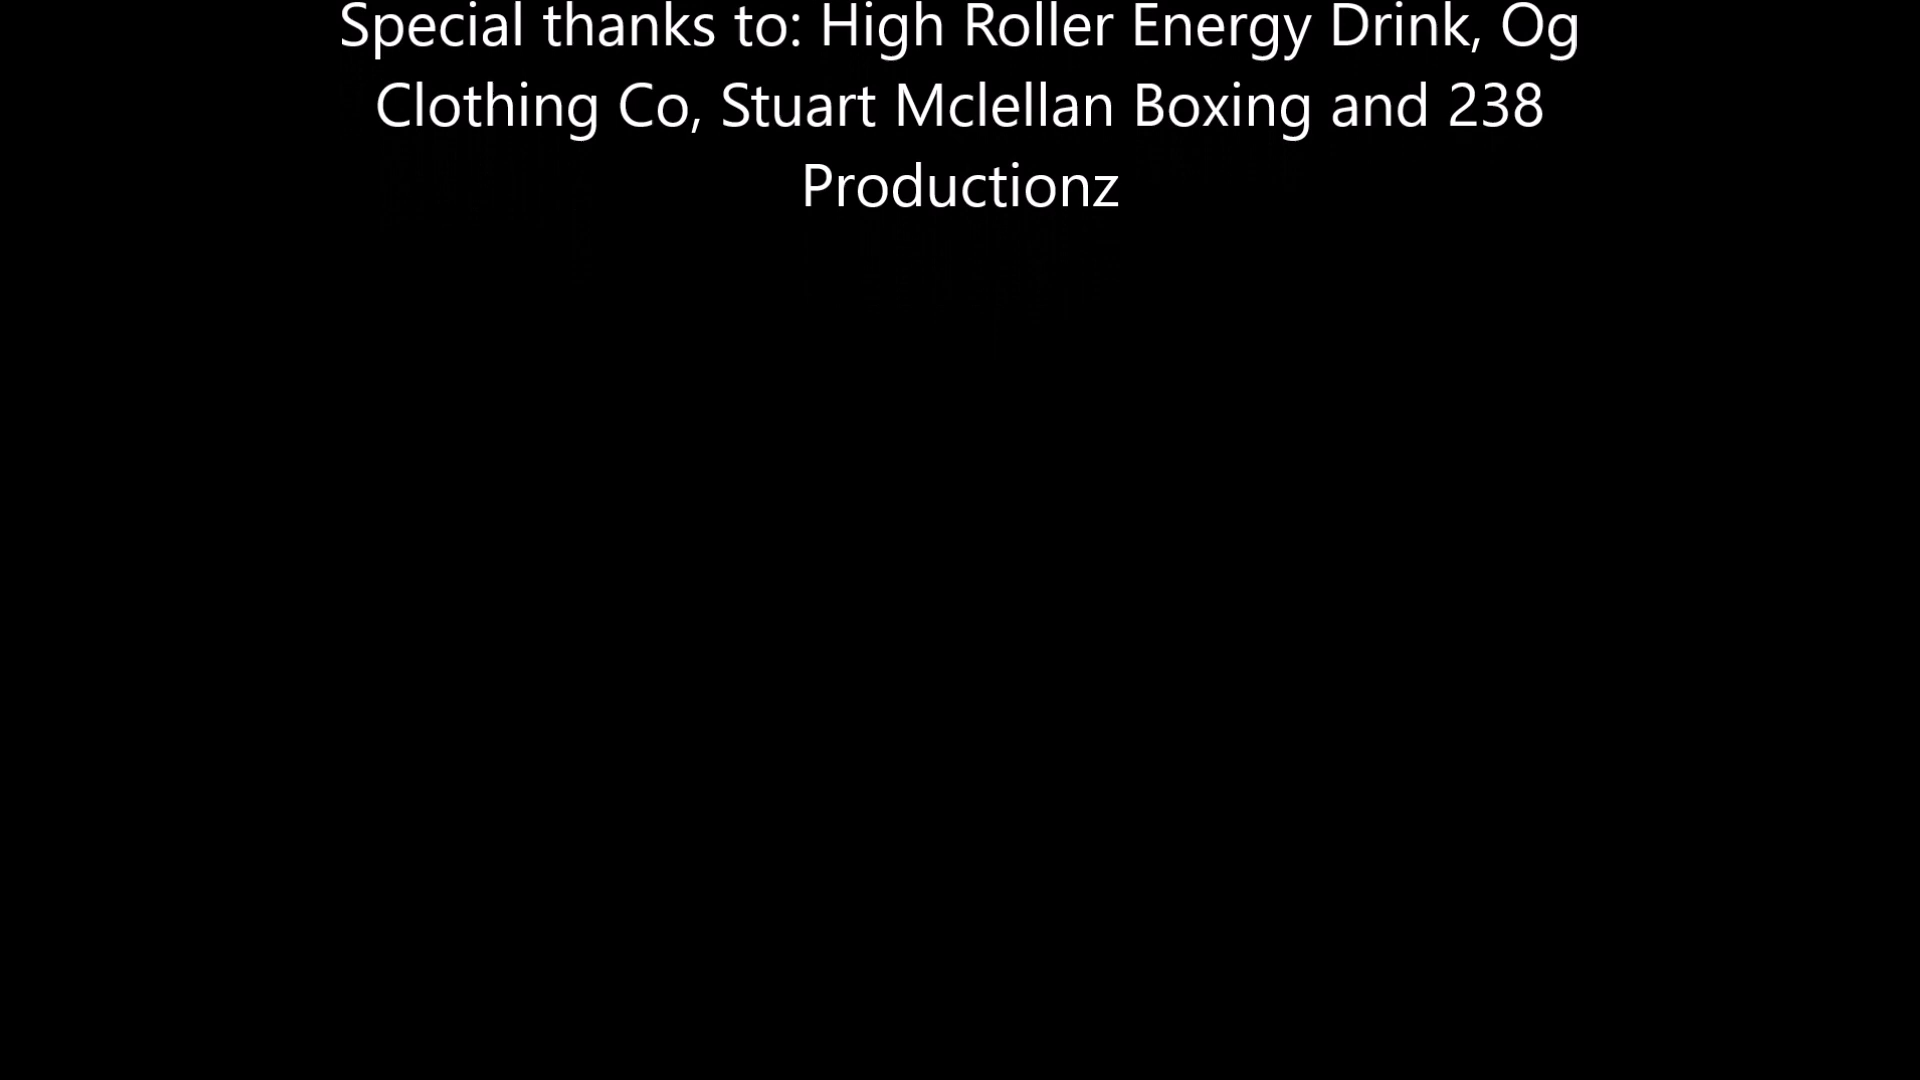 Special thanks to: High Roller Energy Drink, Og
Clothing Co, Stuart Mclellan Boxing and 238
Productionz